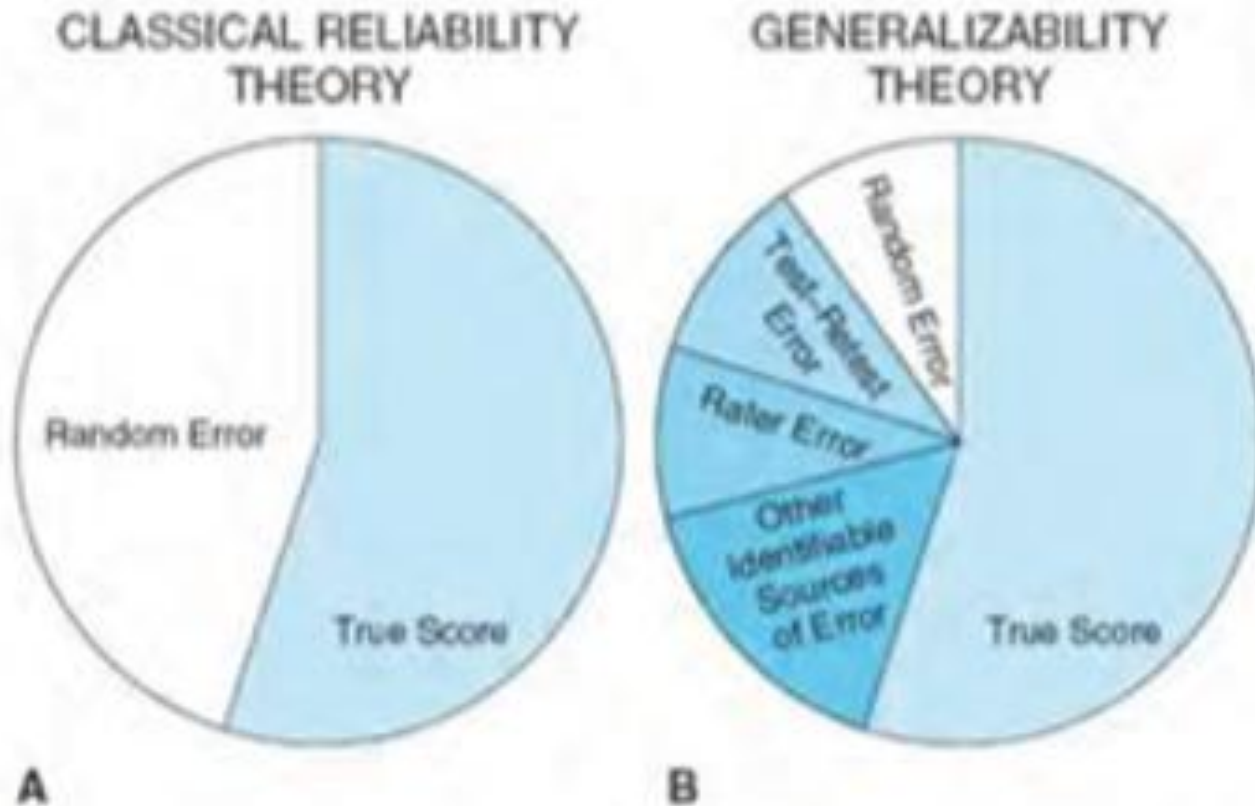 CLASSICAL RELIABILITY
THEORY
Random Error
True Score
A
GENERALIZABILITY
THEORY
Random Error
Test–Retest
Error
Rater Error
Other
Identifiable
Sources
of Error
True Score
B